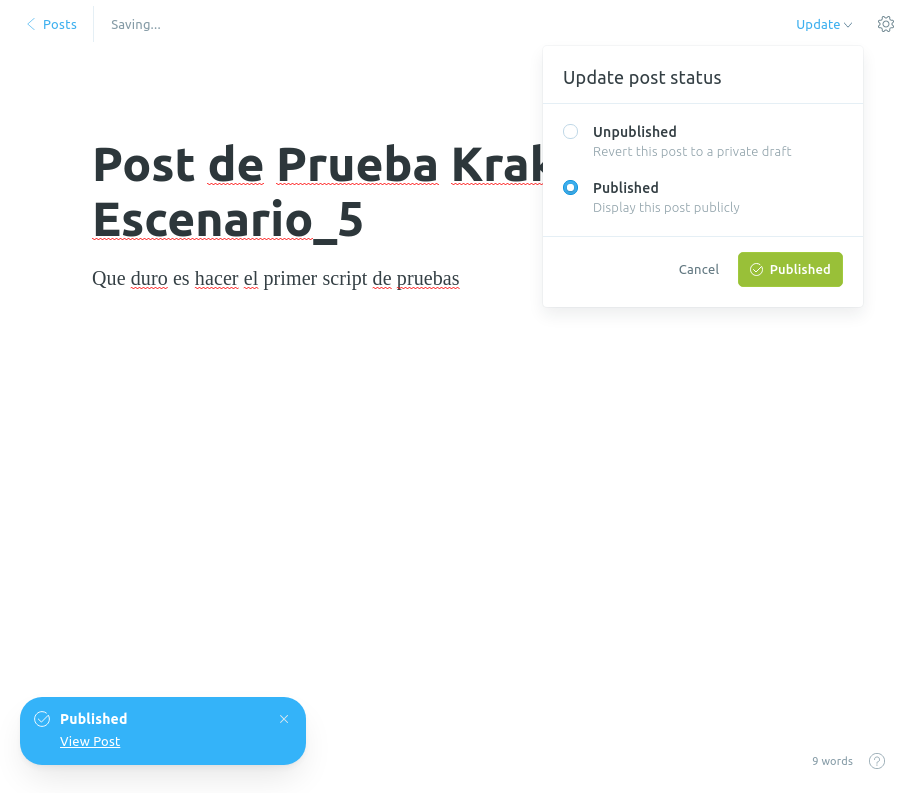 Posts
Saving...
Update
Update post status
Unpublished
Revert this post to a private draft
Published
Display this post publicly
Cancel
Published
Post de Prueba
Escenario_5
Que duro es hacer el primer script de pruebas
Published
View Post
9 words
?